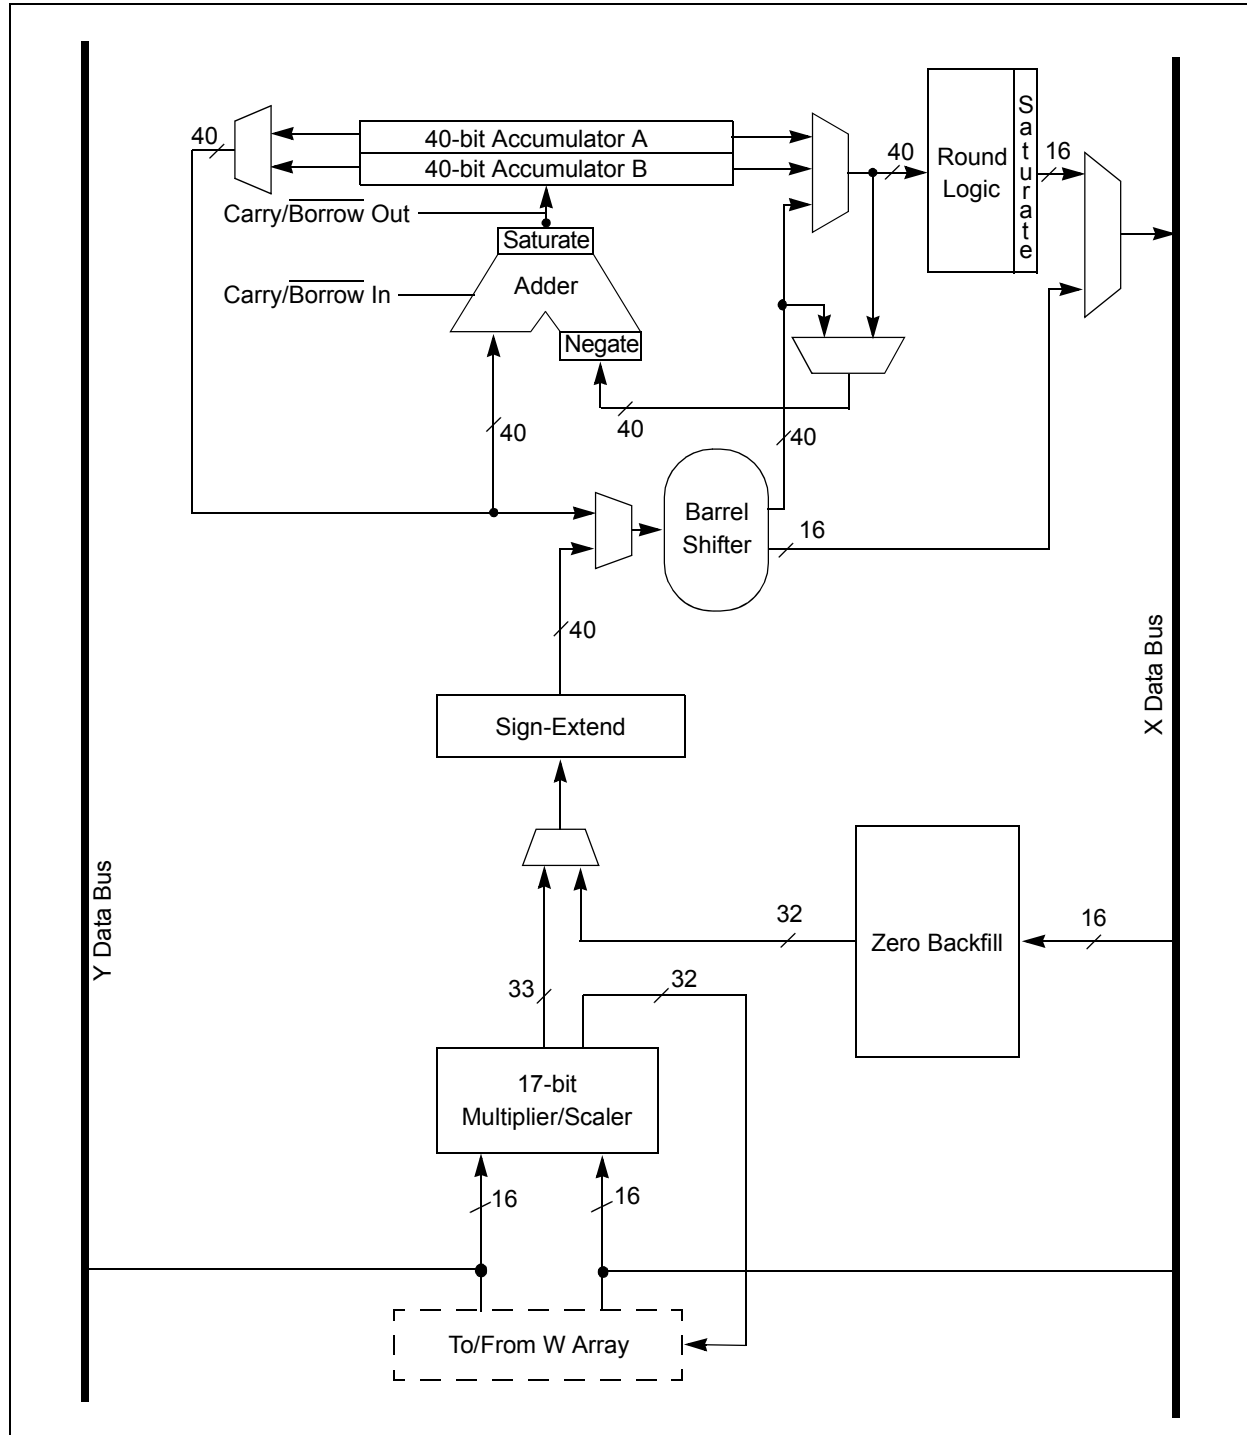 40
40-bit Accumulator A
40-bit Accumulator B
40
Round
Logic
Saturate
16
Carry/Borrow Out
Saturate
Carry/Borrow In
Adder
Negate
40
40
40
Barrel
Shifter
16
40
X Data Bus
Sign-Extend
Y Data Bus
32
Zero Backfill
16
33
32
17-bit
Multiplier/Scaler
16
16
To/From W Array